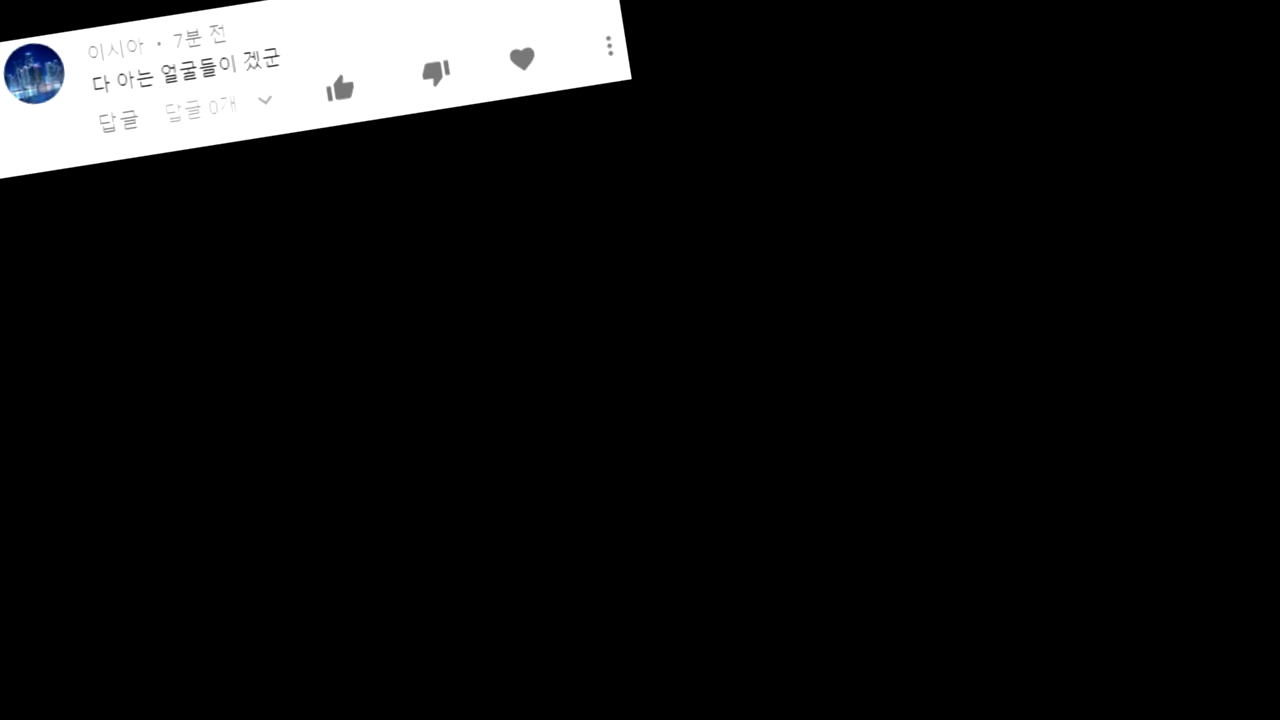 이시아 · 7분 전
다 아는 얼굴들이 겠군
답글 답글 0개